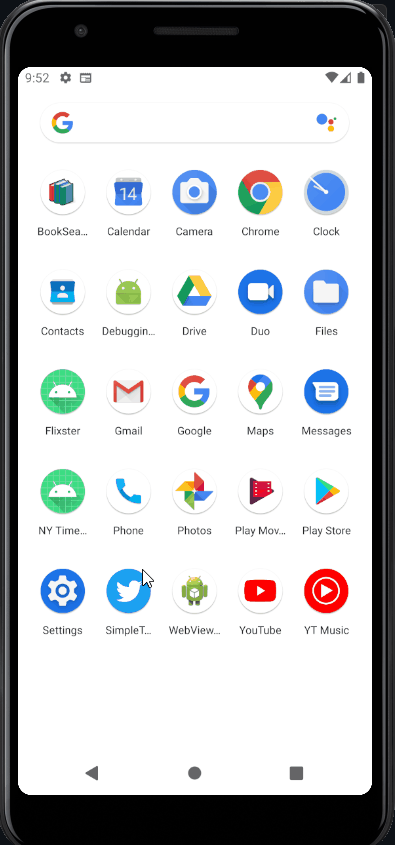 9:52
BookSea... Calendar Camera Chrome Clock
14
Contacts Debuggin... Drive Duo Files
Flixster Gmail Google Maps Messages
NY Time... Phone Photos Play Mov... Play Store
Settings SimpleT... WebView... YouTube YT Music